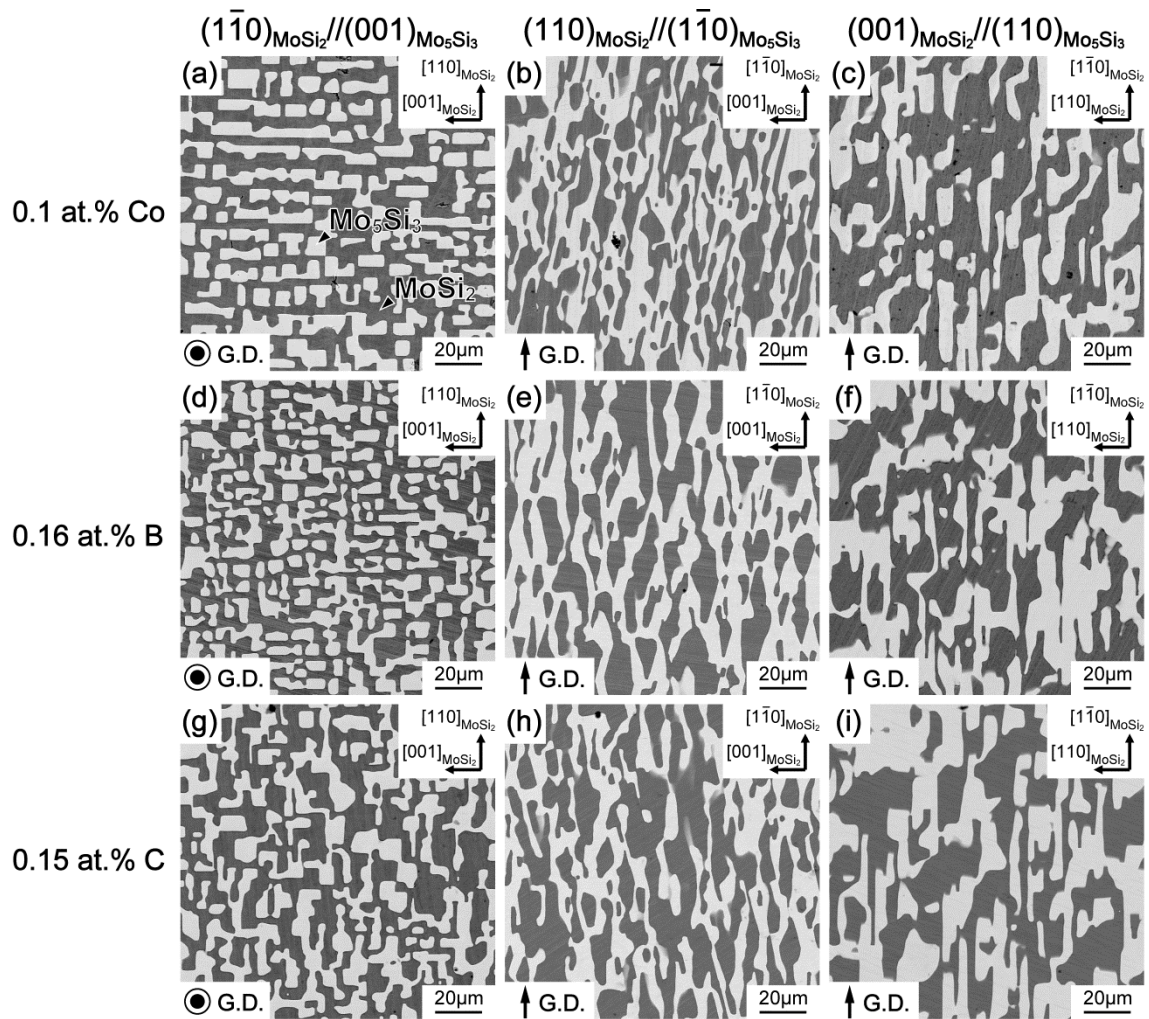 (11̅0)MoSi₂//(001)Mo₅Si₃
(110)MoSi₂//(11̅0)Mo₅Si₃
(001)MoSi₂//(110)Mo₅Si₃
0.1 at.% Co
(a)
[110]MoSi₂
[001]MoSi₂
Mo₅Si₃
MoSi₂
G.D.
20μm
(b)
[11̅0]MoSi₂
[001]MoSi₂
G.D.
20μm
(c)
[11̅0]MoSi₂
[110]MoSi₂
G.D.
20μm
0.16 at.% B
(d)
[110]MoSi₂
[001]MoSi₂
G.D.
20μm
(e)
[11̅0]MoSi₂
[001]MoSi₂
G.D.
20μm
(f)
[11̅0]MoSi₂
[110]MoSi₂
G.D.
20μm
0.15 at.% C
(g)
[110]MoSi₂
[001]MoSi₂
G.D.
20μm
(h)
[11̅0]MoSi₂
[001]MoSi₂
G.D.
20μm
(i)
[11̅0]MoSi₂
[110]MoSi₂
G.D.
20μm